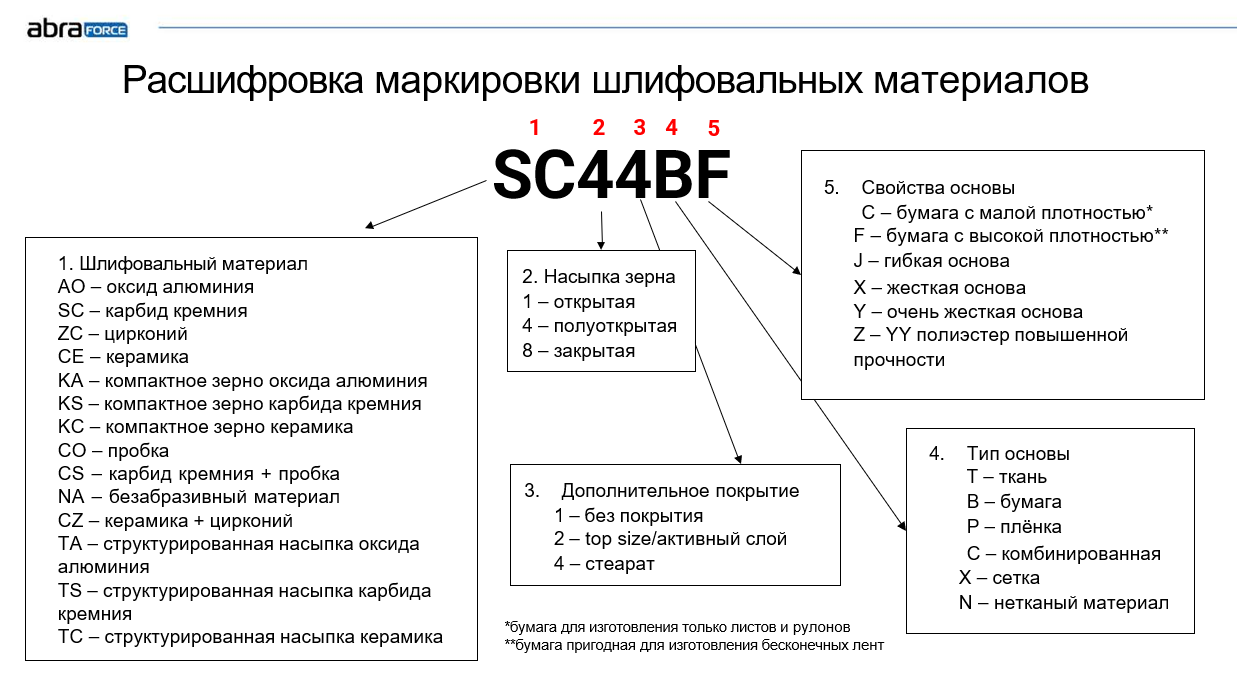 abraFORCE
Расшифровка маркировки шлифовальных материалов
1 2 3 4 5
SC44BF
1. Шлифовальный материал
AO – оксид алюминия
SC – карбид кремния
ZC – цирконий
CE – керамика
KA – компактное зерно оксида алюминия
KS – компактное зерно карбида кремния
KC – компактное зерно керамика
CO – пробка
CS – карбид кремния + пробка
NA – безабразивный материал
CZ – керамика + цирконий
TA – структурированная насыпка оксида
алюминия
TS – структурированная насыпка карбида
кремния
TC – структурированная насыпка керамика
2. Насыпка зерна
1 – открытая
4 – полуоткрытая
8 – закрытая
3. Дополнительное покрытие
1 – без покрытия
2 – top size/активный слой
4 – стеарат
4. Тип основы
T – ткань
B – бумага
P – плёнка
C – комбинированная
X – сетка
N – нетканый материал
5. Свойства основы
C – бумага с малой плотностью*
F – бумага с высокой плотностью**
J – гибкая основа
X – жесткая основа
Y – очень жесткая основа
Z – YY полиэстер повышенной
прочности
*бумага для изготовления только листов и рулонов
**бумага пригодная для изготовления бесконечных лент